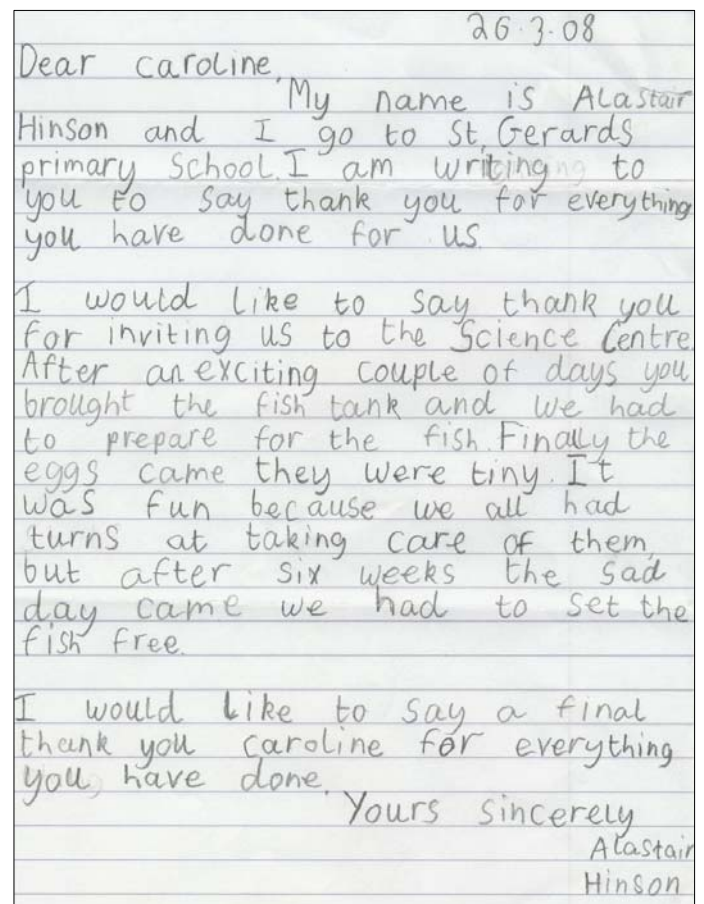 26.3.08
Dear caroline,
My name is Alastair
Hinson and I go to St. Gerards
primary School. I am writing to
you to say thank you for everything
you have done for us.
I would like to say thank you
for inviting us to the Science Centre.
After an exciting couple of days you
brought the fish tank and we had
to prepare for the fish. Finally the
eggs came they were tiny. It
was fun because we all had
turns at taking care of them,
but after six weeks the sad
day came we had to set the
fish free.
I would like to say a final
thank you caroline for everything
you have done.
Yours sincerely
Alastair
Hinson